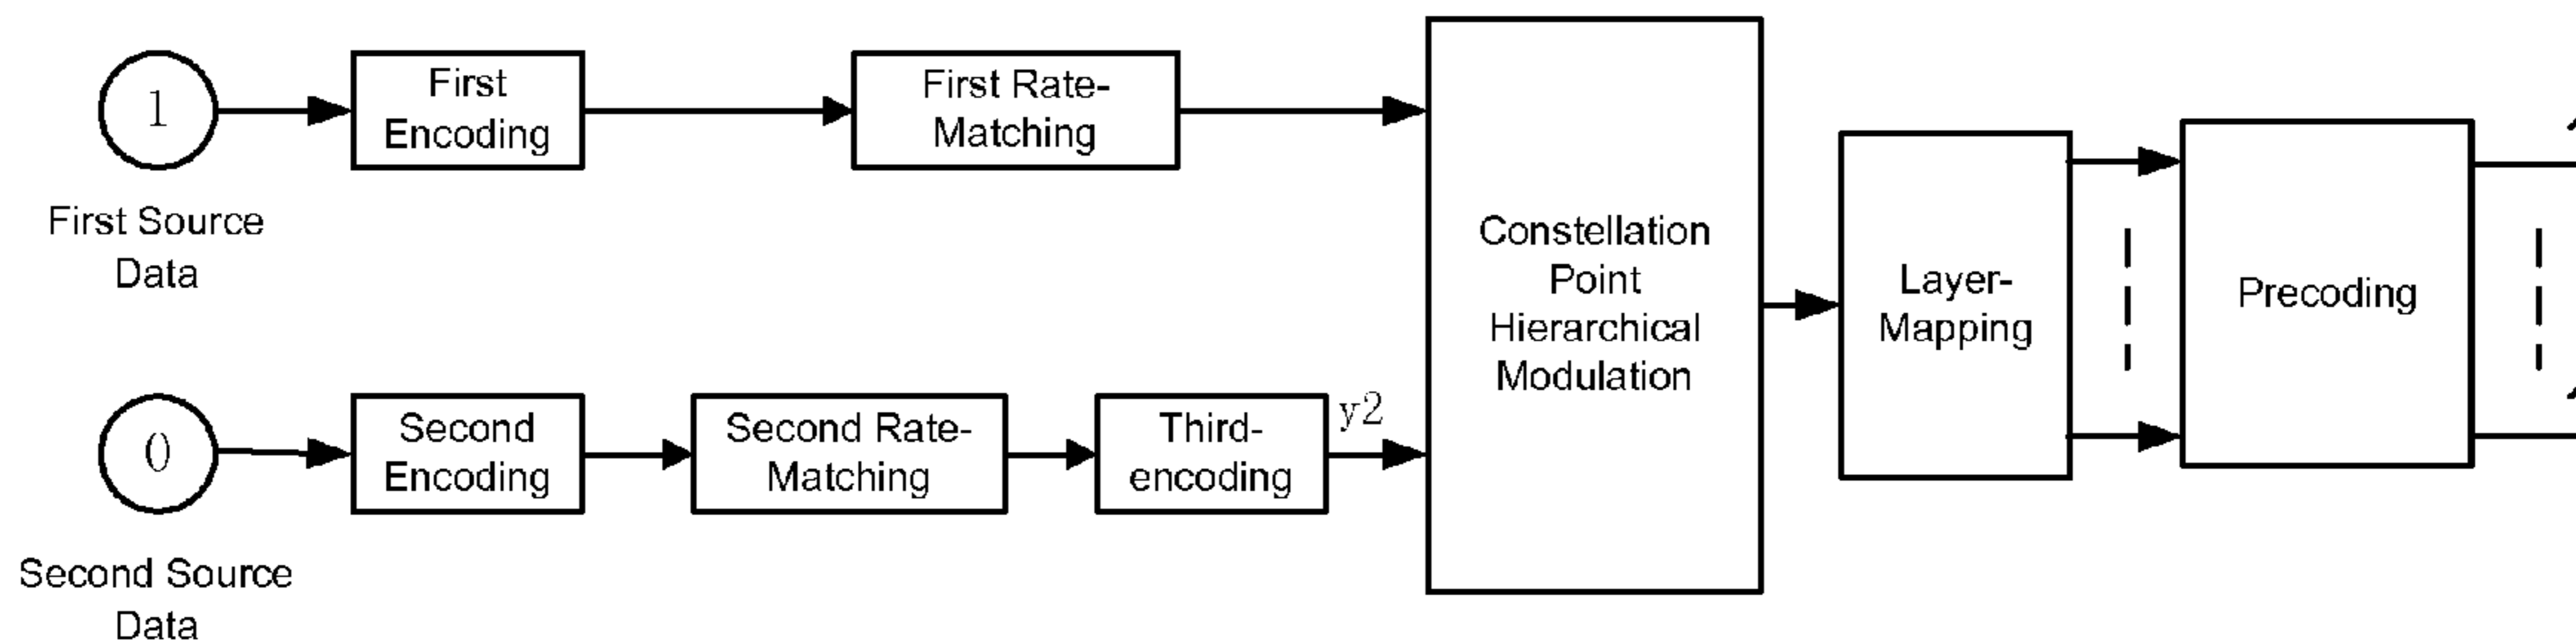 1
First
Encoding
First Rate-
Matching
First Source
Data
Constellation
Point
Hierarchical
Modulation
Layer-
Mapping
Precoding
0
Second
Encoding
Second Rate-
Matching
Third-
encoding
y2
Second Source
Data